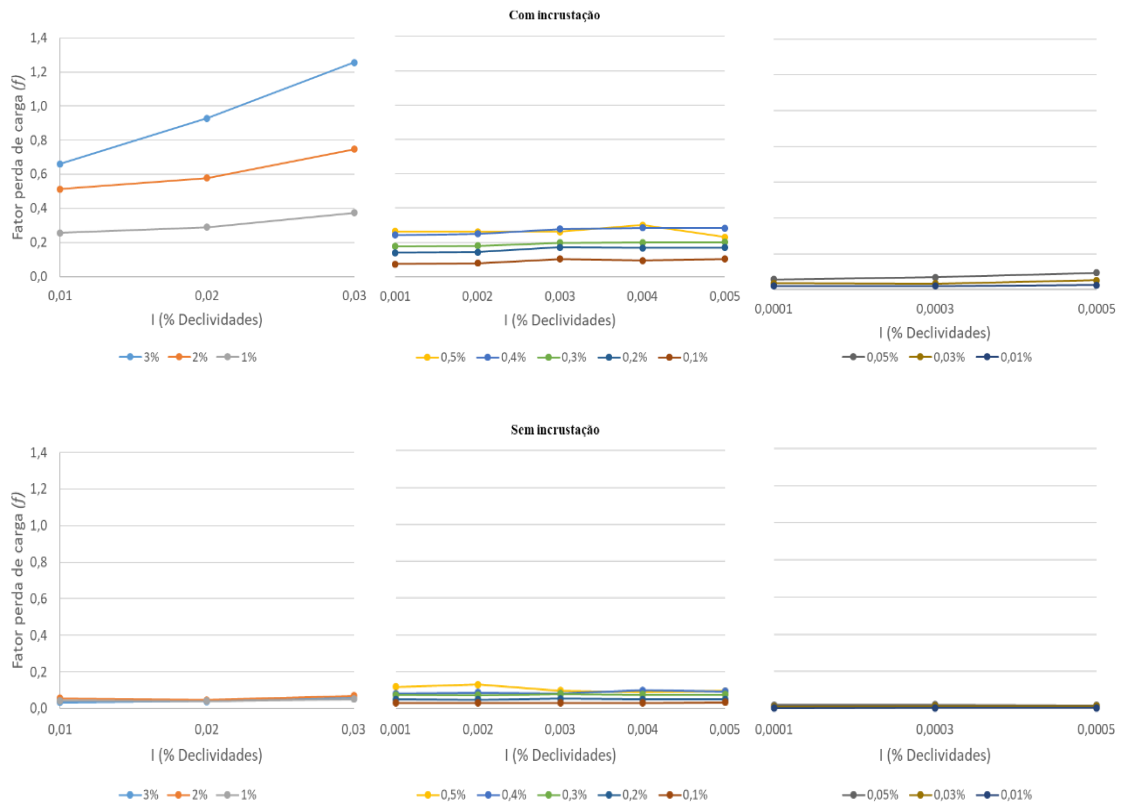 Com incrustação
Fator perda de carga (f)
1,4
1,2
1,0
0,8
0,6
0,4
0,2
0,0
0,01 0,02 0,03
I (% Declividades)
3% 2% 1%
0,001 0,002 0,003 0,004 0,005
I (% Declividades)
0,5% 0,4% 0,3% 0,2% 0,1%
0,0001 0,0003 0,0005
I (% Declividades)
0,05% 0,03% 0,01%
Sem incrustação
Fator perda de carga (f)
1,4
1,2
1,0
0,8
0,6
0,4
0,2
0,0
0,01 0,02 0,03
I (% Declividades)
3% 2% 1%
0,001 0,002 0,003 0,004 0,005
I (% Declividades)
0,5% 0,4% 0,3% 0,2% 0,1%
0,0001 0,0003 0,0005
I (% Declividades)
0,05% 0,03% 0,01%